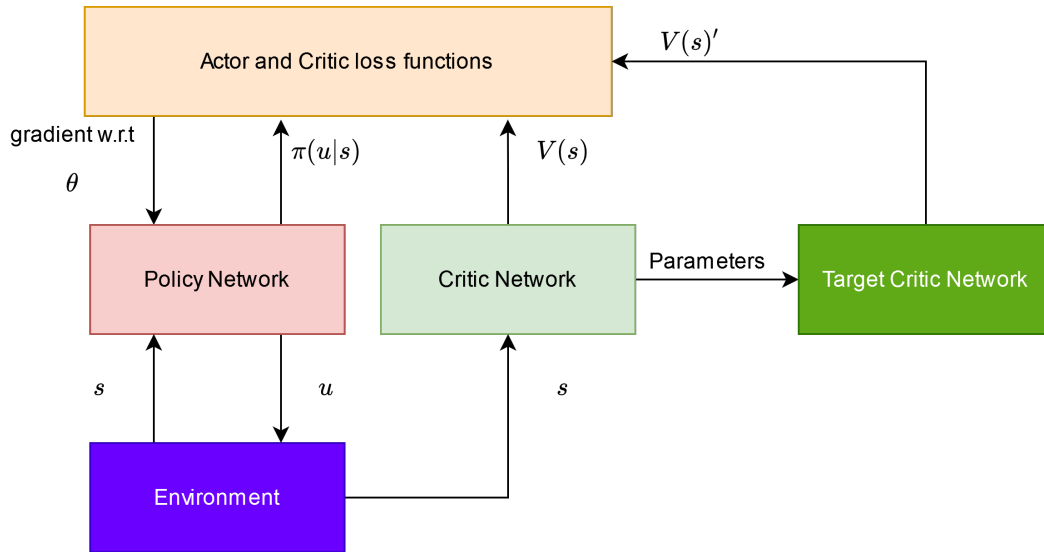 Actor and Critic loss functions
V(s)′
gradient w.r.t
θ
π(u|s)
V(s)
Policy Network
Critic Network
Parameters
Target Critic Network
s
u
s
Environment